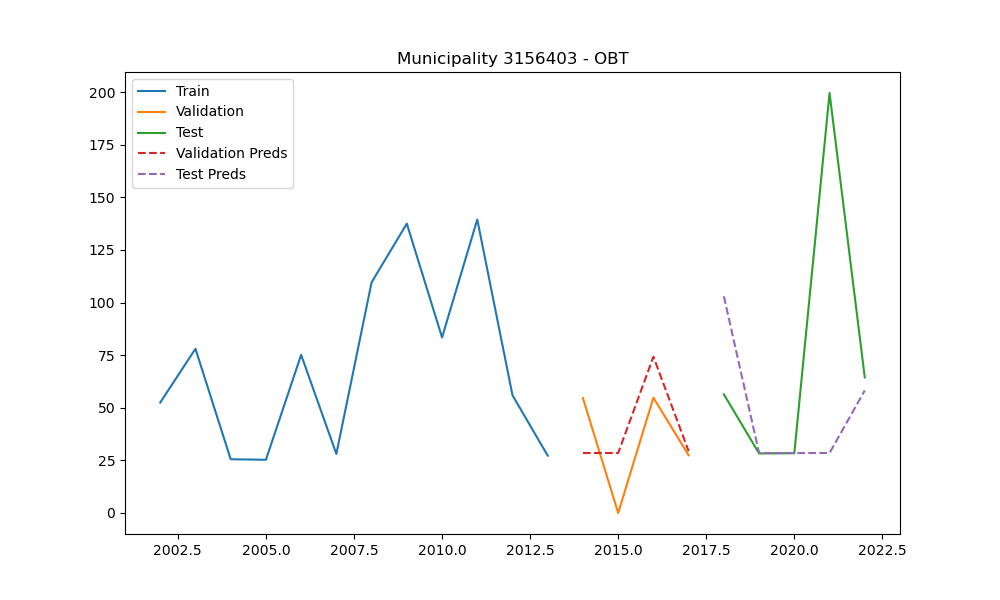 Municipality 3156403 - OBT
Train
Validation
Test
Validation Preds
Test Preds
200
175
150
125
100
75
50
25
0
2002.5 2005.0 2007.5 2010.0 2012.5 2015.0 2017.5 2020.0 2022.5